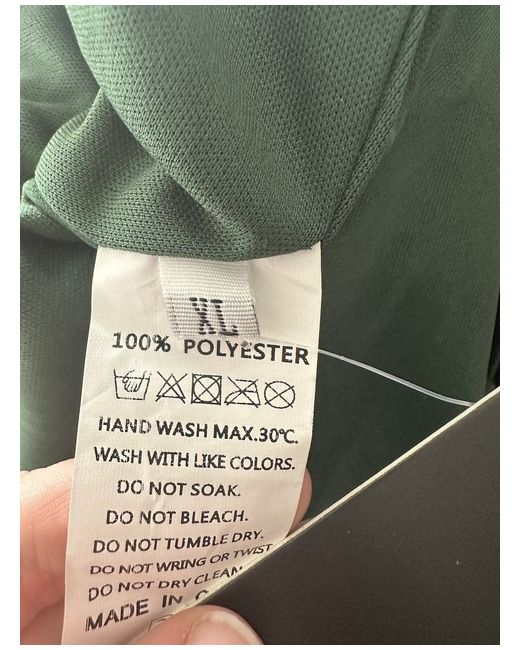 XL
100% POLYESTER
HAND WASH MAX.30℃.
WASH WITH LIKE COLORS.
DO NOT SOAK.
DO NOT BLEACH.
DO NOT TUMBLE DRY.
DO NOT WRING OR TWIST
DO NOT DRY CLEAN
MADE IN